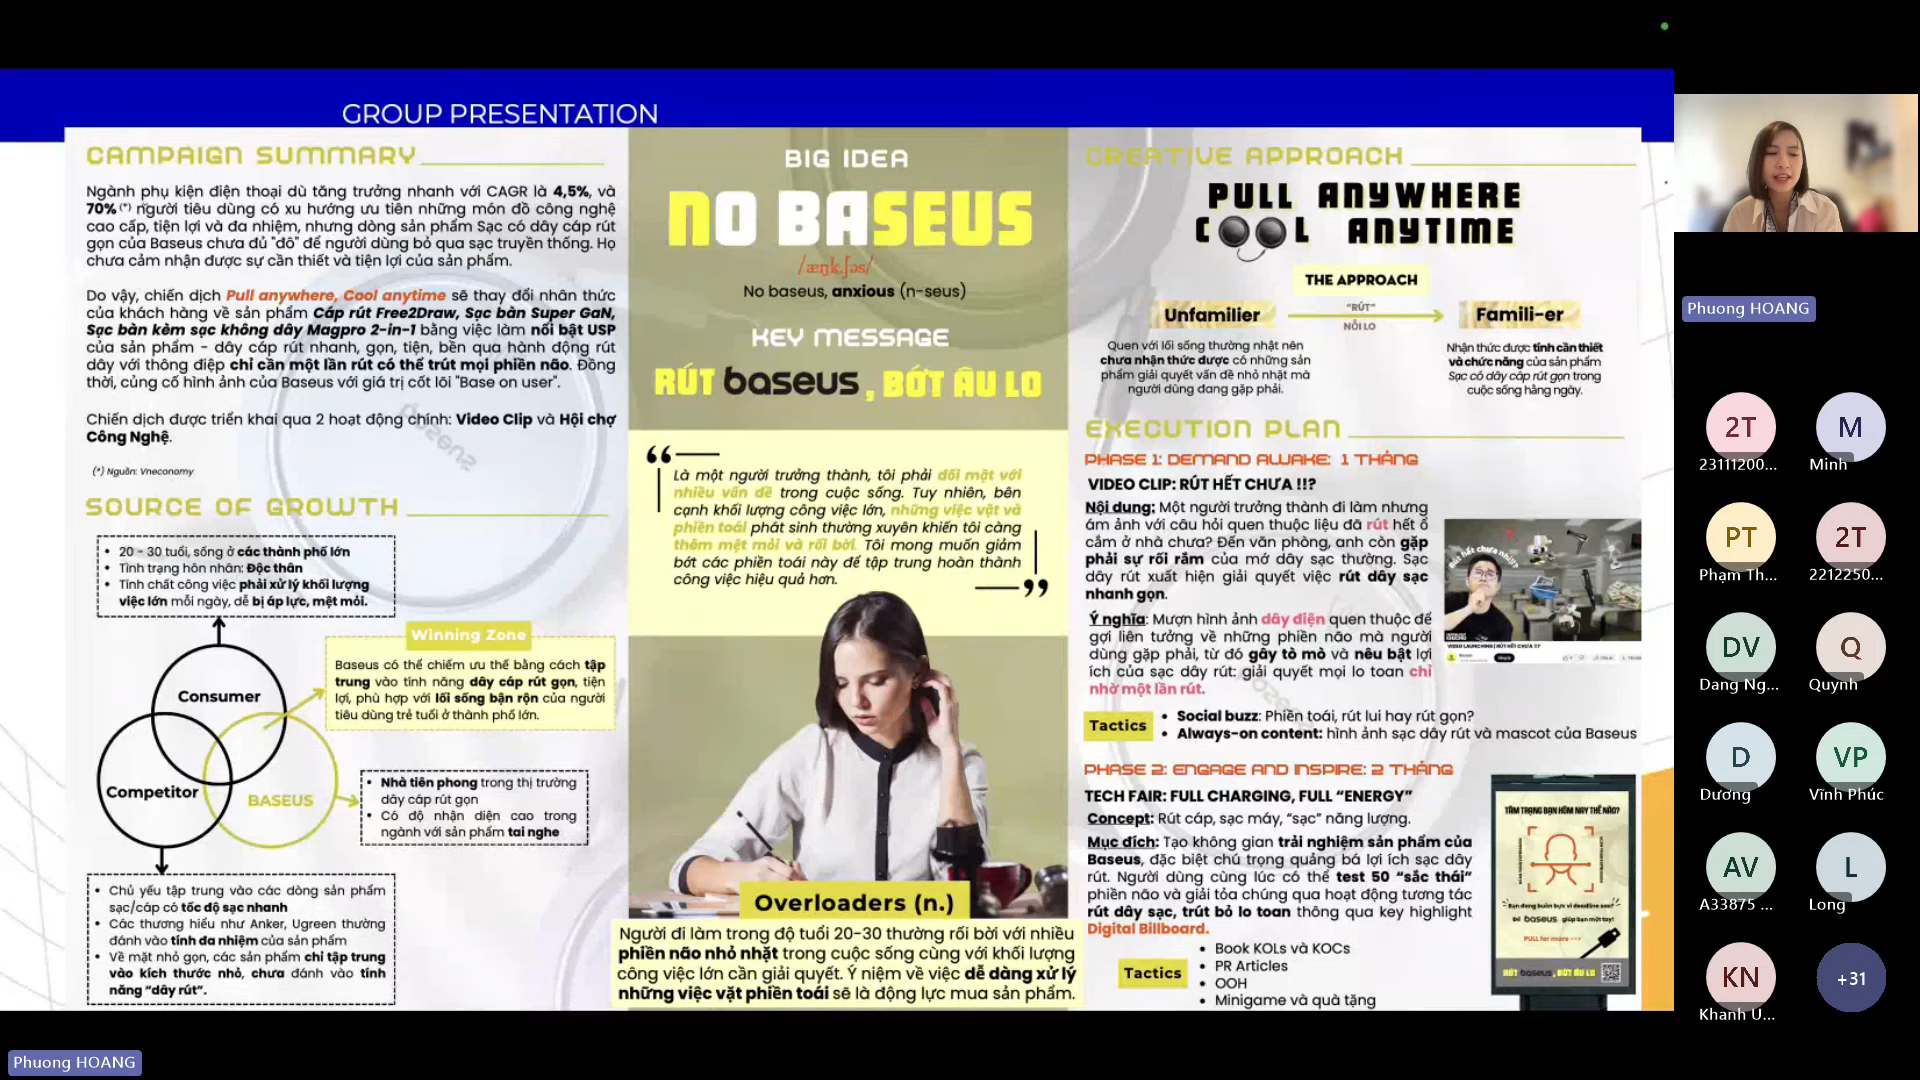 GROUP PRESENTATION
CAMPAIGN SUMMARY
Ngành phụ kiện điện thoại dù tăng trưởng nhanh với CAGR là 4,5%, và
70%(*) người tiêu dùng có xu hướng ưu tiên những món đồ công nghệ
cao cấp, tiện lợi và đa nhiệm, nhưng dòng sản phẩm Sạc có dây cáp rút
gọn của Baseus chưa đủ "đô" để người dùng bỏ qua sạc truyền thống. Họ
chưa cảm nhận được sự cần thiết và tiện lợi của sản phẩm.
Do vậy, chiến dịch Pull anywhere, Cool anytime sẽ thay đổi nhân thức
của khách hàng về sản phẩm Cáp rút Free2Draw, Sạc bàn Super GaN,
Sạc bàn kèm sạc không dây Magpro 2-in-1 bằng việc làm nổi bật USP
của sản phẩm - dây cáp rút nhanh, gọn, tiện, bền qua hành động rút
dây với thông điệp chỉ cần một lần rút có thể trút mọi phiền não. Đồng
thời, củng cố hình ảnh của Baseus với giá trị cốt lõi "Base on user".
Chiến dịch được triển khai qua 2 hoạt động chính: Video Clip và Hội chợ
Công Nghệ.
(*) Nguồn: Vneconomy
SOURCE OF GROWTH
• 20 - 30 tuổi, sống ở các thành phố lớn
• Tình trạng hôn nhân: Độc thân
• Tính chất công việc phải xử lý khối lượng
việc lớn mỗi ngày, dễ bị áp lực, mệt mỏi.
Winning Zone
Baseus có thể chiếm ưu thế bằng cách tập
trung vào tính năng dây cáp rút gọn, tiện
lợi, phù hợp với lối sống bận rộn của người
tiêu dùng trẻ tuổi ở thành phố lớn.
Consumer
Competitor
BASEUS
• Nhà tiên phong trong thị trường
dây cáp rút gọn
• Có độ nhận diện cao trong
ngành với sản phẩm tai nghe
• Chủ yếu tập trung vào các dòng sản phẩm
sạc/cáp có tốc độ sạc nhanh
• Các thương hiểu như Anker, Ugreen thường
đánh vào tính đa nhiệm của sản phẩm
• Về mặt nhỏ gọn, các sản phẩm chỉ tập trung
vào kích thước nhỏ, chưa đánh vào tính
năng "dây rút".
BIG IDEA
NO BASEUS
/æŋk.ʃəs/
No baseus, anxious (n-seus)
KEY MESSAGE
RÚT baseus, BỚT ÂU LO
Là một người trưởng thành, tôi phải đối mặt với
nhiều vấn đề trong cuộc sống. Tuy nhiên, bên
cạnh khối lượng công việc lớn, những việc vặt và
phiền toái phát sinh thường xuyên khiến tôi càng
thêm mệt mỏi và rối bời. Tôi mong muốn giảm
bớt các phiền toái này để tập trung hoàn thành
công việc hiệu quả hơn.
Overloaders (n.)
Người đi làm trong độ tuổi 20-30 thường rối bời với nhiều
phiền não nhỏ nhặt trong cuộc sống cùng với khối lượng
công việc lớn cần giải quyết. Ý niệm về việc dễ dàng xử lý
những việc vặt phiền toái sẽ là động lực mua sản phẩm.
CREATIVE APPROACH
PULL ANYWHERE
COOL ANYTIME
THE APPROACH
Unfamilier
"RÚT"
NỖI LO
Famili-er
Quen với lối sống thường nhật nên
chưa nhận thức được có những sản
phẩm giải quyết vấn đề nhỏ nhặt mà
người dùng đang gặp phải.
Nhận thức được tính cần thiết
và chức năng của sản phẩm
Sạc có dây cáp rút gọn trong
cuộc sống hằng ngày.
EXECUTION PLAN
PHASE 1: DEMAND AWAKE: 1 THÁNG
VIDEO CLIP: RÚT HẾT CHƯA !!?
Nội dung: Một người trưởng thành đi làm nhưng
ám ảnh với câu hỏi quen thuộc liệu đã rút hết ổ
cắm ở nhà chưa? Đến văn phòng, anh còn gặp
phải sự rối rắm của mớ dây sạc thường. Sạc
dây rút xuất hiện giải quyết việc rút dây sạc
nhanh gọn.
Ý nghĩa: Mượn hình ảnh dây điện quen thuộc để
gợi liên tưởng về những phiền não mà người
dùng gặp phải, từ đó gây tò mò và nêu bật lợi
ích của sạc dây rút: giải quyết mọi lo toan chỉ
nhờ một lần rút.
VIDEO LAUNCHING | RÚT HẾT CHƯA !!?
Tactics
• Social buzz: Phiền toái, rút lui hay rút gọn?
• Always-on content: hình ảnh sạc dây rút và mascot của Baseus
PHASE 2: ENGAGE AND INSPIRE: 2 THÁNG
TECH FAIR: FULL CHARGING, FULL "ENERGY"
Concept: Rút cáp, sạc máy, "sạc" năng lượng.
Mục đích: Tạo không gian trải nghiệm sản phẩm của
Baseus, đặc biệt chú trọng quảng bá lợi ích sạc dây
rút. Người dùng cùng lúc có thể test 50 "sắc thái"
phiền não và giải tỏa chúng qua hoạt động tương tác
rút dây sạc, trút bỏ lo toan thông qua key highlight
Digital Billboard.
Tactics
• Book KOLs và KOCs
• PR Articles
• OOH
• Minigame và quà tặng
TÂM TRẠNG BẠN HÔM NAY THẾ NÀO?
Bạn đang buồn bực vì deadline sao?
Để baseus giúp bạn một tay!
PULL for more
RÚT baseus, BỚT ÂU LO
Phuong HOANG
2T
23111200...
M
Minh
PT
Phạm Th...
2T
2212250...
DV
Dang Ng...
Q
Quynh
D
Dương
VP
Vĩnh Phúc
AV
A33875 ...
L
Long
KN
Khanh U...
+31
Phuong HOANG